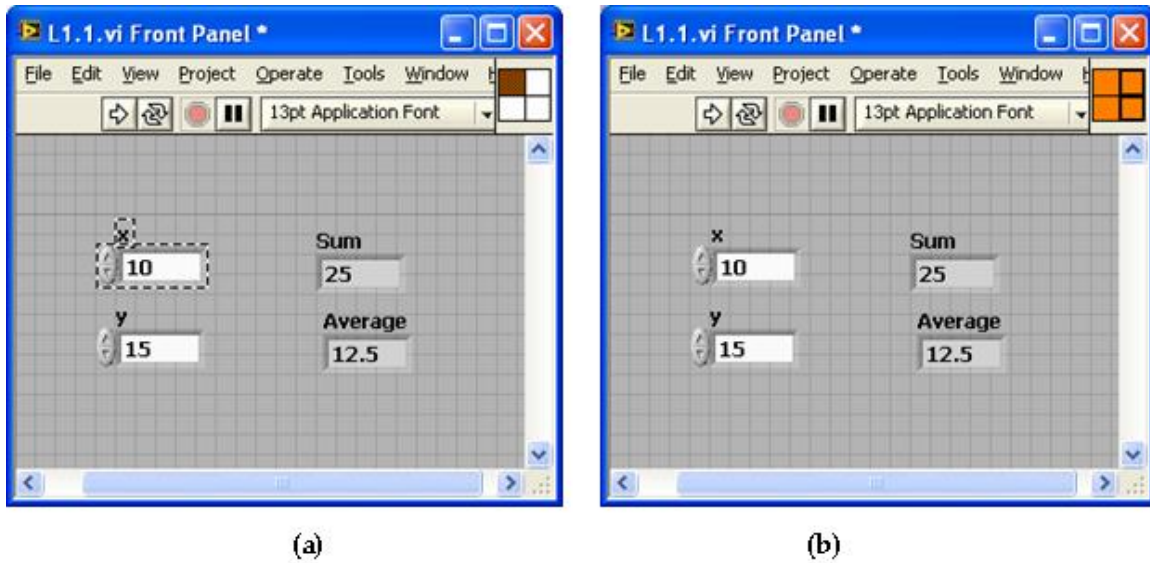 L1.1.vi Front Panel *
File Edit View Project Operate Tools Window
13pt Application Font
x
10
Sum
25
y
15
Average
12.5
(a)
L1.1.vi Front Panel *
File Edit View Project Operate Tools Window
13pt Application Font
x
10
Sum
25
y
15
Average
12.5
(b)